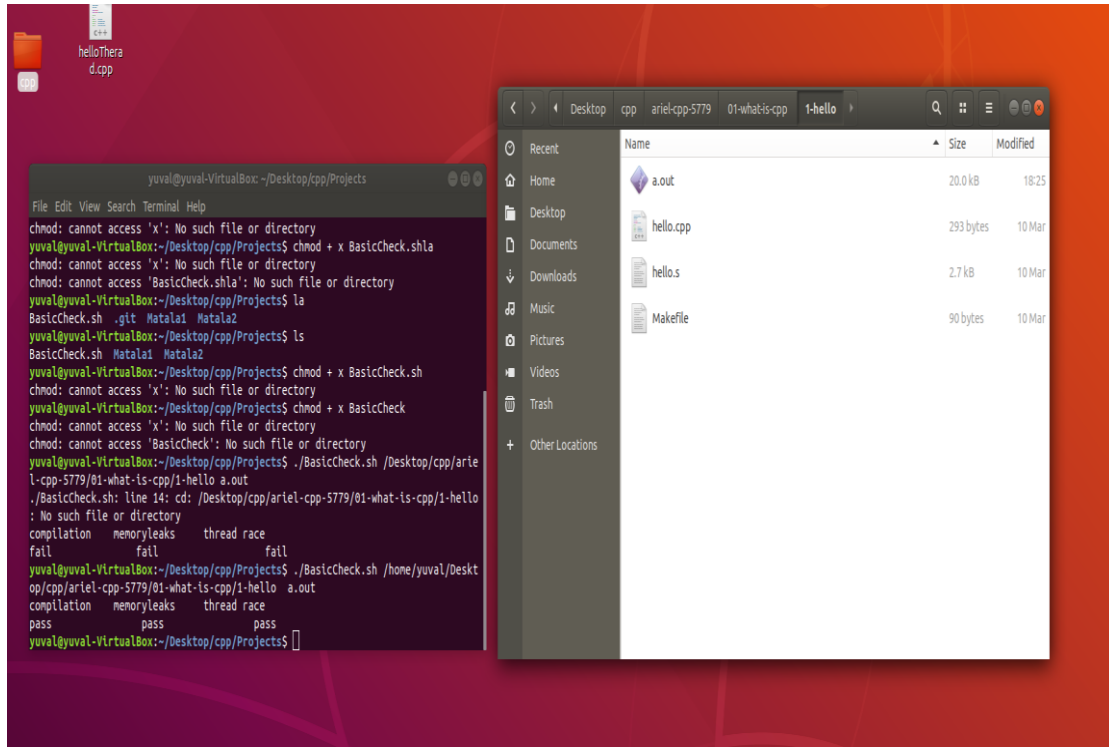 helloThera
d.cpp
cpp
yuval@yuval-VirtualBox: ~/Desktop/cpp/Projects
File Edit View Search Terminal Help
chmod: cannot access 'x': No such file or directory
yuval@yuval-VirtualBox:~/Desktop/cpp/Projects$ chmod + x BasicCheck.shla
chmod: cannot access 'x': No such file or directory
chmod: cannot access 'BasicCheck.shla': No such file or directory
yuval@yuval-VirtualBox:~/Desktop/cpp/Projects$ la
BasicCheck.sh .git Matala1 Matala2
yuval@yuval-VirtualBox:~/Desktop/cpp/Projects$ ls
BasicCheck.sh Matala1 Matala2
yuval@yuval-VirtualBox:~/Desktop/cpp/Projects$ chmod + x BasicCheck.sh
chmod: cannot access 'x': No such file or directory
yuval@yuval-VirtualBox:~/Desktop/cpp/Projects$ chmod + x BasicCheck
chmod: cannot access 'x': No such file or directory
chmod: cannot access 'BasicCheck': No such file or directory
yuval@yuval-VirtualBox:~/Desktop/cpp/Projects$ ./BasicCheck.sh /Desktop/cpp/arie
l-cpp-5779/01-what-is-cpp/1-hello a.out
./BasicCheck.sh: line 14: cd: /Desktop/cpp/ariel-cpp-5779/01-what-is-cpp/1-hello
: No such file or directory
compilation memoryleaks thread race
fail fail fail
yuval@yuval-VirtualBox:~/Desktop/cpp/Projects$ ./BasicCheck.sh /home/yuval/Deskt
op/cpp/ariel-cpp-5779/01-what-is-cpp/1-hello a.out
compilation memoryleaks thread race
pass pass pass
yuval@yuval-VirtualBox:~/Desktop/cpp/Projects$
Desktop cpp ariel-cpp-5779 01-what-is-cpp 1-hello
Recent
Home
Desktop
Documents
Downloads
Music
Pictures
Videos
Trash
+ Other Locations
Name Size Modified
a.out 20.0 kB 18:25
hello.cpp 293 bytes 10 Mar
hello.s 2.7 kB 10 Mar
Makefile 90 bytes 10 Mar